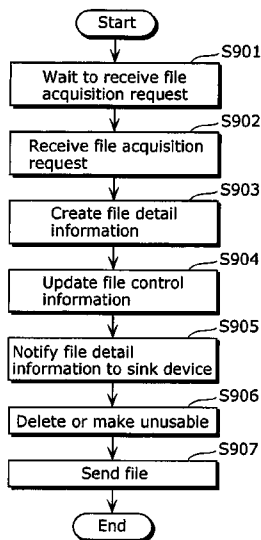 Start
S901
Wait to receive file
acquisition request
S902
Receive file acquisition
request
S903
Create file detail
information
S904
Update file control
information
S905
Notify file detail
information to sink device
S906
Delete or make unusable
S907
Send file
End